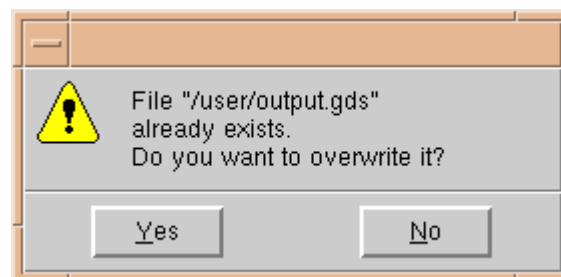 File "/user/output.gds"
already exists.
Do you want to overwrite it?
Yes
No